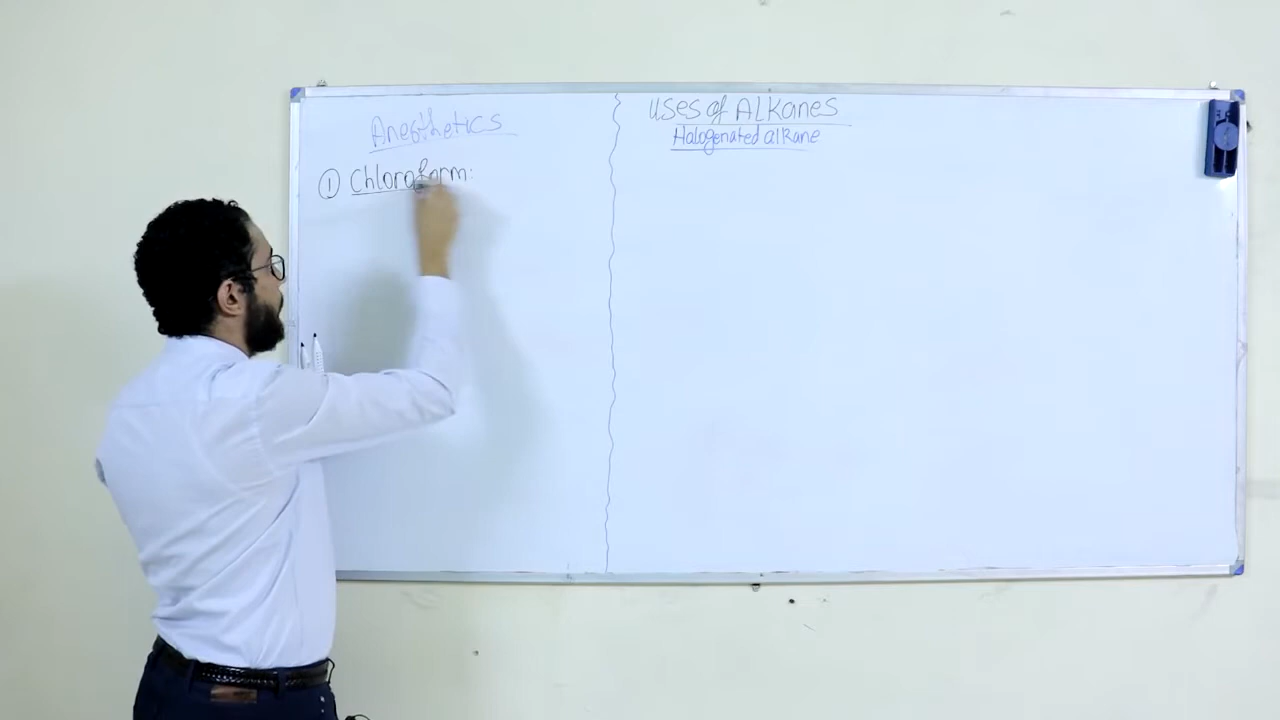 Anesthetics
① Chloroform:
Uses of Alkanes
Halogenated alkane